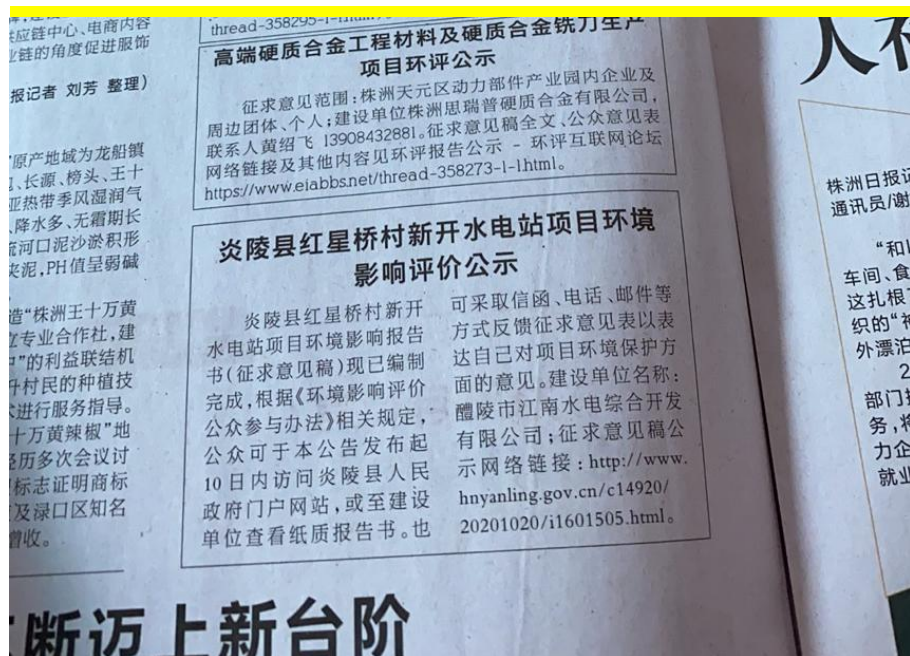 应链中心、电商内容
业链的角度促进服饰
报记者 刘芳 整理)
原产地域为龙船镇
、长源、榜头、王十
亚热带季风湿润气
、降水多、无霜期长
流河口泥沙淤积形
夹泥,PH值呈弱碱
造“株洲王十万黄
立专业合作社,建
”的利益联结机
升村民的种植技
进行服务指导。
十万黄辣椒”地
经历多次会议讨
标志证明商标
及渌口区知名
增收。
断迈上新台阶
thread-358295-1-1.html
高端硬质合金工程材料及硬质合金铣刀生产
项目环评公示
征求意见范围:株洲天元区动力部件产业园内企业及
周边团体、个人;建设单位株洲思瑞普硬质合金有限公司,
联系人黄绍飞 13908432881。征求意见稿全文、公众意见表
网络链接及其他内容见环评报告公示 - 环评互联网论坛
https://www.eiabbs.net/thread-358273-1-1.html。
炎陵县红星桥村新开水电站项目环境
影响评价公示
炎陵县红星桥村新开
水电站项目环境影响报告
书(征求意见稿)现已编制
完成,根据《环境影响评价
公众参与办法》相关规定,
公众可于本公告发布起
10日内访问炎陵县人民
政府门户网站,或至建设
单位查看纸质报告书。也
可采取信函、电话、邮件等
方式反馈征求意见表以表
达自己对项目环境保护方
面的意见。建设单位名称:
醴陵市江南水电综合开发
有限公司;征求意见稿公
示网络链接:http://www.
hnyanling.gov.cn/c14920/
20201020/i1601505.html。
人
株洲日报记
通讯员/谢
“和
车间、食
这扎根
织的“
外漂泊
2
部门
务,将
力企
就业